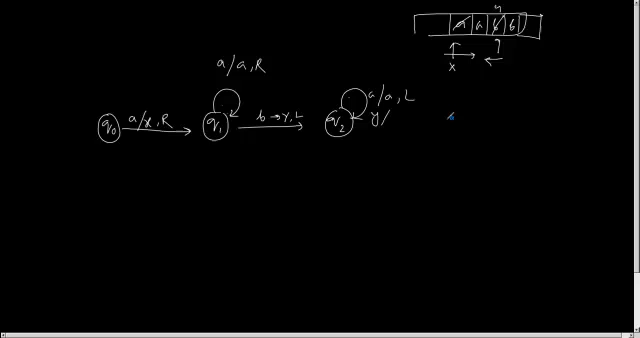 y
a a b b
x
a/a, R
a/a, L
a/x, R
b → Y, L
y/
q0
q1
q2